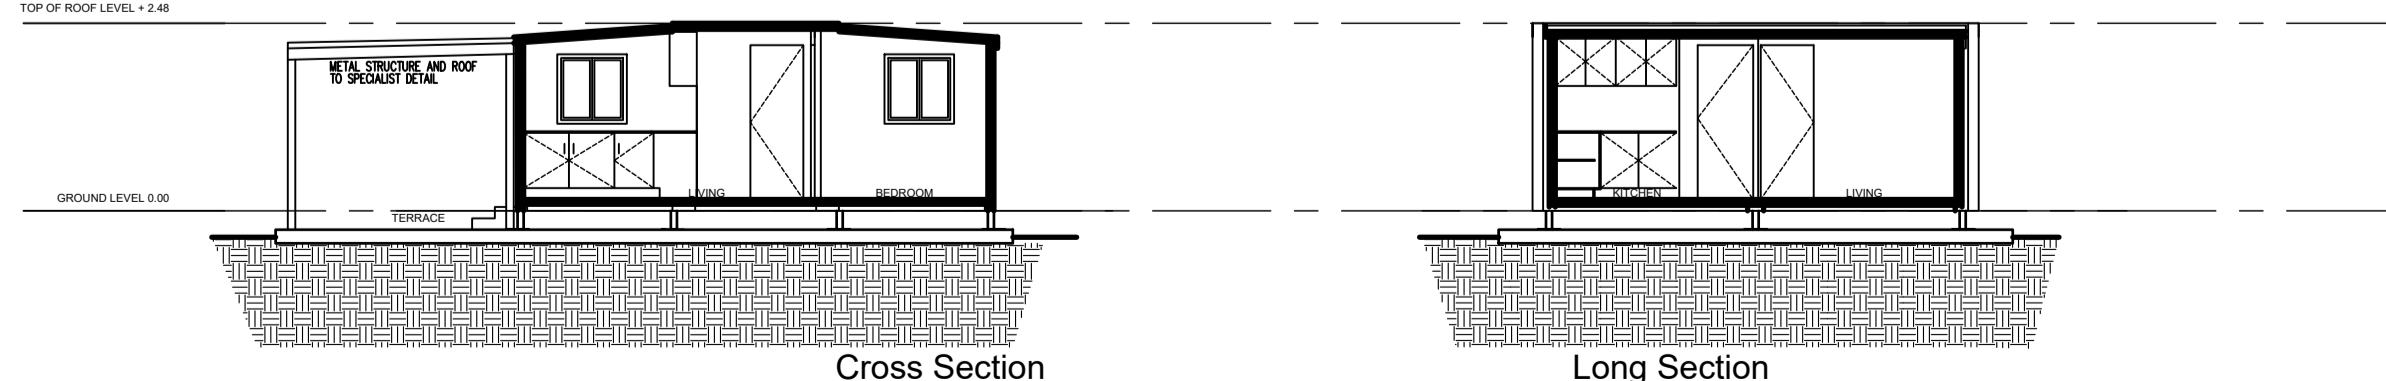 TOP OF ROOF LEVEL + 2.48
METAL STRUCTURE AND ROOF
TO SPECIALIST DETAIL
GROUND LEVEL 0.00
TERRACE
LIVING
BEDROOM
KITCHEN
LIVING
Cross Section
Long Section